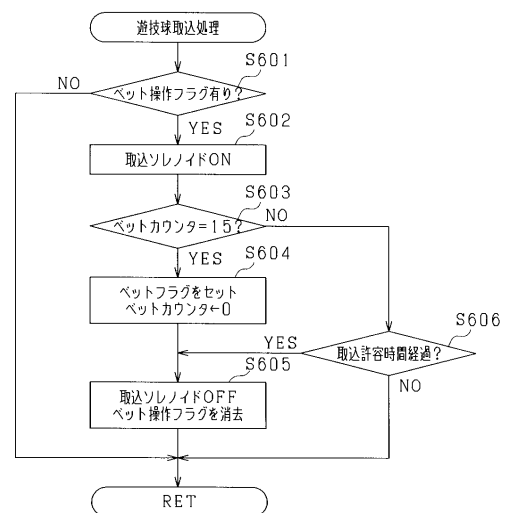 遊技球取込処理
S601
NO
ベット操作フラグ有り?
YES
S602
取込ソレノイドON
S603
ベットカウンタ=15?
NO
YES
S604
ベットフラグをセット
ベットカウンタ←0
S606
YES
取込許容時間経過?
S605
NO
取込ソレノイドOFF
ベット操作フラグを消去
RET